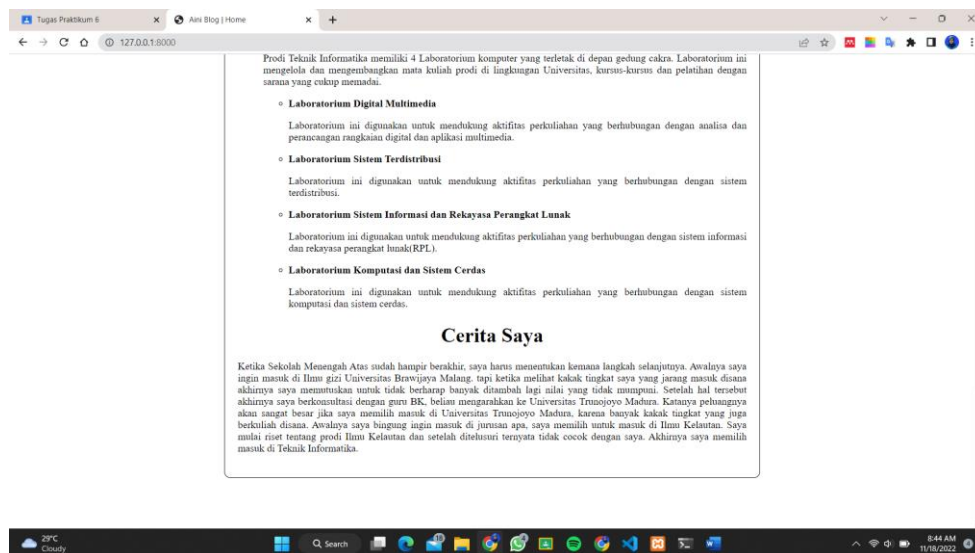 Tugas Praktikum 6
Aini Blog | Home
127.0.0.1:8000
Prodi Teknik Informatika memiliki 4 Laboratorium komputer yang terletak di depan gedung cakra. Laboratorium ini
mengelola dan mengembangkan mata kuliah prodi di lingkungan Universitas, kursus-kursus dan pelatihan dengan
sarana yang cukup memadai.
Laboratorium Digital Multimedia
Laboratorium ini digunakan untuk mendukung aktifitas perkuliahan yang berhubungan dengan analisa dan
perancangan rangkaian digital dan aplikasi multimedia.
Laboratorium Sistem Terdistribusi
Laboratorium ini digunakan untuk mendukung aktifitas perkuliahan yang berhubungan dengan sistem
terdistribusi.
Laboratorium Sistem Informasi dan Rekayasa Perangkat Lunak
Laboratorium ini digunakan untuk mendukung aktifitas perkuliahan yang berhubungan dengan sistem informasi
dan rekayasa perangkat lunak(RPL).
Laboratorium Komputasi dan Sistem Cerdas
Laboratorium ini digunakan untuk mendukung aktifitas perkuliahan yang berhubungan dengan sistem
komputasi dan sistem cerdas.
Cerita Saya
Ketika Sekolah Menengah Atas sudah hampir berakhir, saya harus menentukan kemana langkah selanjutnya. Awalnya saya
ingin masuk di Ilmu gizi Universitas Brawijaya Malang. tapi ketika melihat kakak tingkat saya yang jarang masuk disana
akhirnya saya memutuskan untuk tidak berharap banyak ditambah lagi nilai yang tidak mumpuni. Setelah hal tersebut
akhirnya saya berkonsultasi dengan guru BK, beliau mengarahkan ke Universitas Trunojoyo Madura. Katanya peluangnya
akan sangat besar jika saya memilih masuk di Universitas Trunojoyo Madura, karena banyak kakak tingkat yang juga
berkuliah disana. Awalnya saya bingung ingin masuk di jurusan apa, saya memilih untuk masuk di Ilmu Kelautan. Saya
mulai riset tentang prodi Ilmu Kelautan dan setelah ditelusuri ternyata tidak cocok dengan saya. Akhirnya saya memilih
masuk di Teknik Informatika.
29°C
Cloudy
Search
8:44 AM
11/18/2022